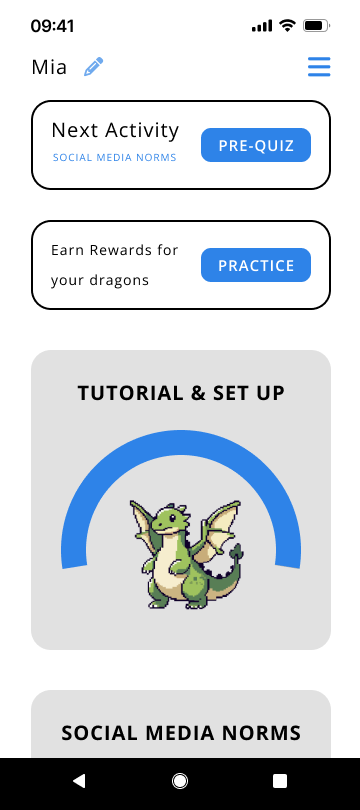 09:41
Mia
Next Activity
SOCIAL MEDIA NORMS
PRE-QUIZ
Earn Rewards for
your dragons
PRACTICE
TUTORIAL & SET UP
SOCIAL MEDIA NORMS